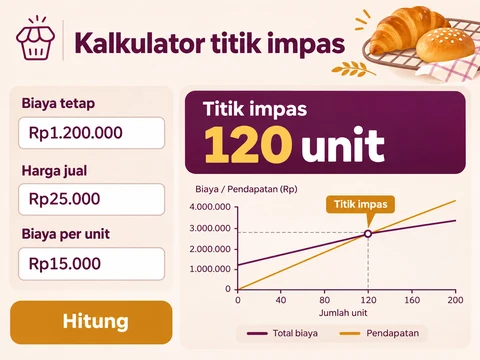 Kalkulator titik impas
Biaya tetap
Rp1.200.000
Harga jual
Rp25.000
Biaya per unit
Rp15.000
Hitung
Titik impas
120 unit
Biaya / Pendapatan (Rp)
Titik impas
4.000.000
3.000.000
2.000.000
1.000.000
0
0 40 80 120 160 200
Jumlah unit
Total biaya
Pendapatan